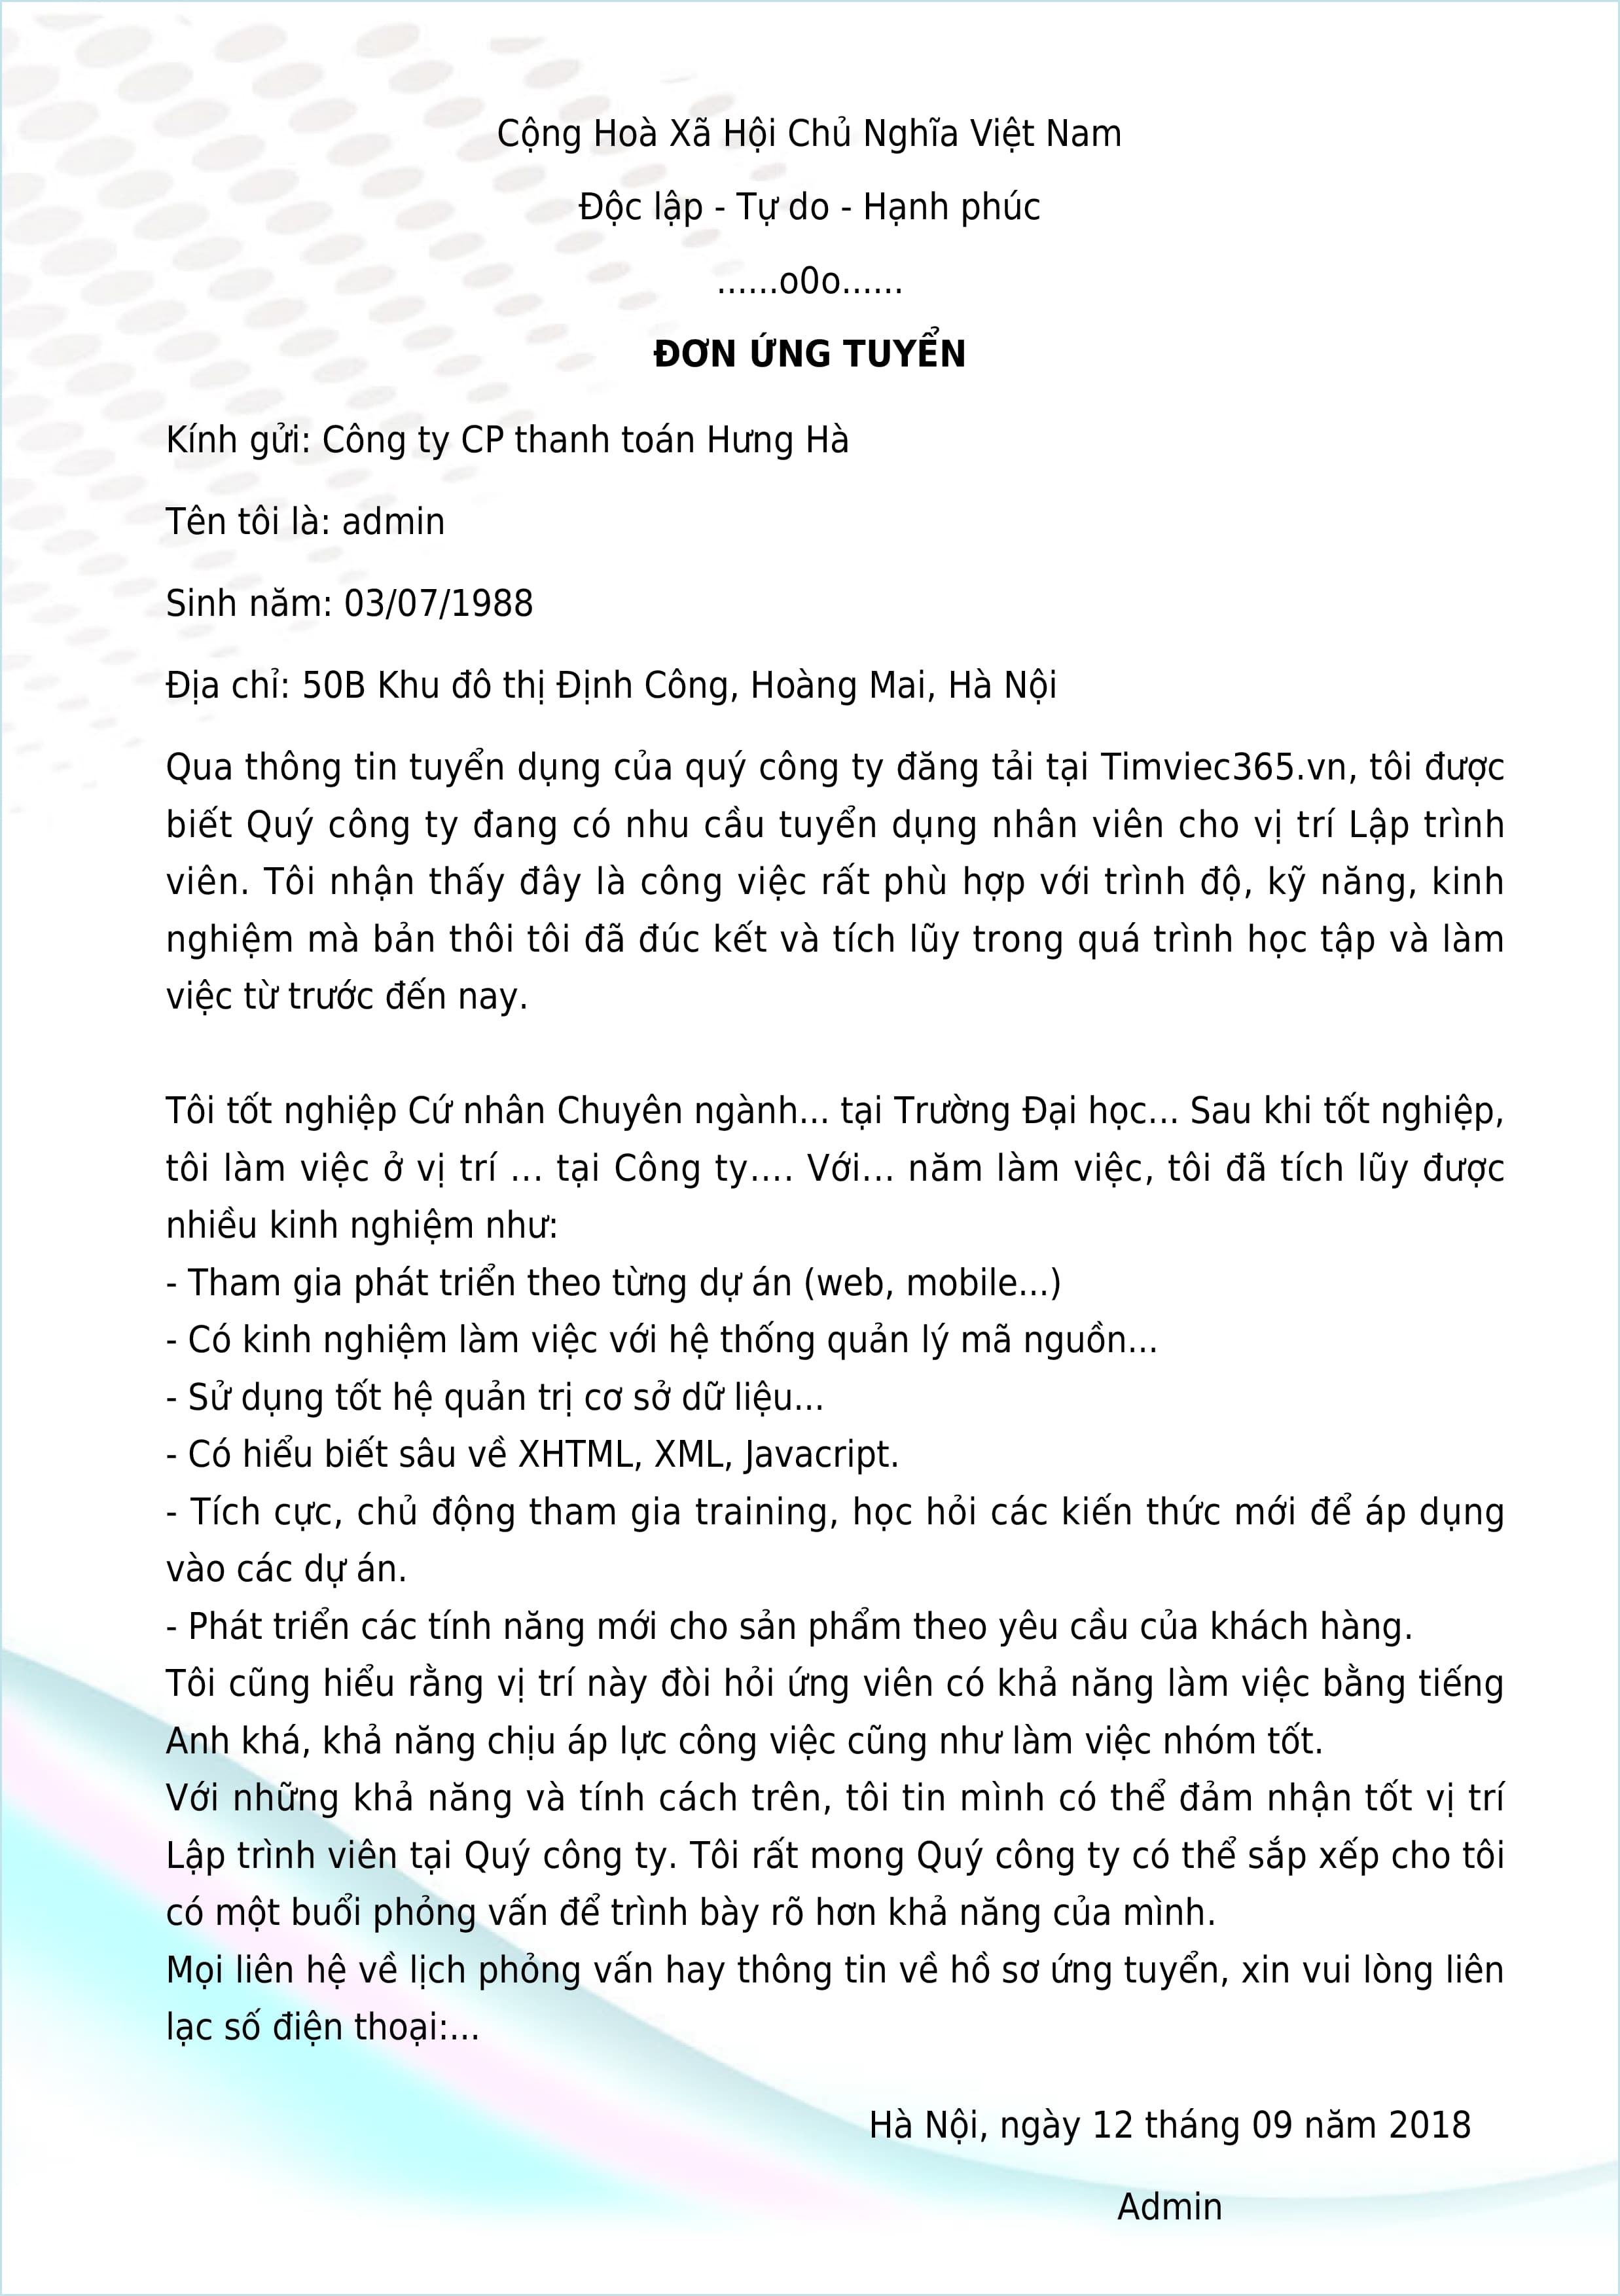 Cộng Hoà Xã Hội Chủ Nghĩa Việt Nam
Độc lập - Tự do - Hạnh phúc
......o0o......
ĐƠN ỨNG TUYỂN
Kính gửi: Công ty CP thanh toán Hưng Hà
Tên tôi là: admin
Sinh năm: 03/07/1988
Địa chỉ: 50B Khu đô thị Định Công, Hoàng Mai, Hà Nội
Qua thông tin tuyển dụng của quý công ty đăng tải tại Timviec365.vn, tôi được
biết Quý công ty đang có nhu cầu tuyển dụng nhân viên cho vị trí Lập trình
viên. Tôi nhận thấy đây là công việc rất phù hợp với trình độ, kỹ năng, kinh
nghiệm mà bản thôi tôi đã đúc kết và tích lũy trong quá trình học tập và làm
việc từ trước đến nay.
Tôi tốt nghiệp Cứ nhân Chuyên ngành... tại Trường Đại học... Sau khi tốt nghiệp,
tôi làm việc ở vị trí ... tại Công ty.... Với... năm làm việc, tôi đã tích lũy được
nhiều kinh nghiệm như:
- Tham gia phát triển theo từng dự án (web, mobile...)
- Có kinh nghiệm làm việc với hệ thống quản lý mã nguồn...
- Sử dụng tốt hệ quản trị cơ sở dữ liệu...
- Có hiểu biết sâu về XHTML, XML, Javacript.
- Tích cực, chủ động tham gia training, học hỏi các kiến thức mới để áp dụng
vào các dự án.
- Phát triển các tính năng mới cho sản phẩm theo yêu cầu của khách hàng.
Tôi cũng hiểu rằng vị trí này đòi hỏi ứng viên có khả năng làm việc bằng tiếng
Anh khá, khả năng chịu áp lực công việc cũng như làm việc nhóm tốt.
Với những khả năng và tính cách trên, tôi tin mình có thể đảm nhận tốt vị trí
Lập trình viên tại Quý công ty. Tôi rất mong Quý công ty có thể sắp xếp cho tôi
có một buổi phỏng vấn để trình bày rõ hơn khả năng của mình.
Mọi liên hệ về lịch phỏng vấn hay thông tin về hồ sơ ứng tuyển, xin vui lòng liên
lạc số điện thoại:...
Hà Nội, ngày 12 tháng 09 năm 2018
Admin